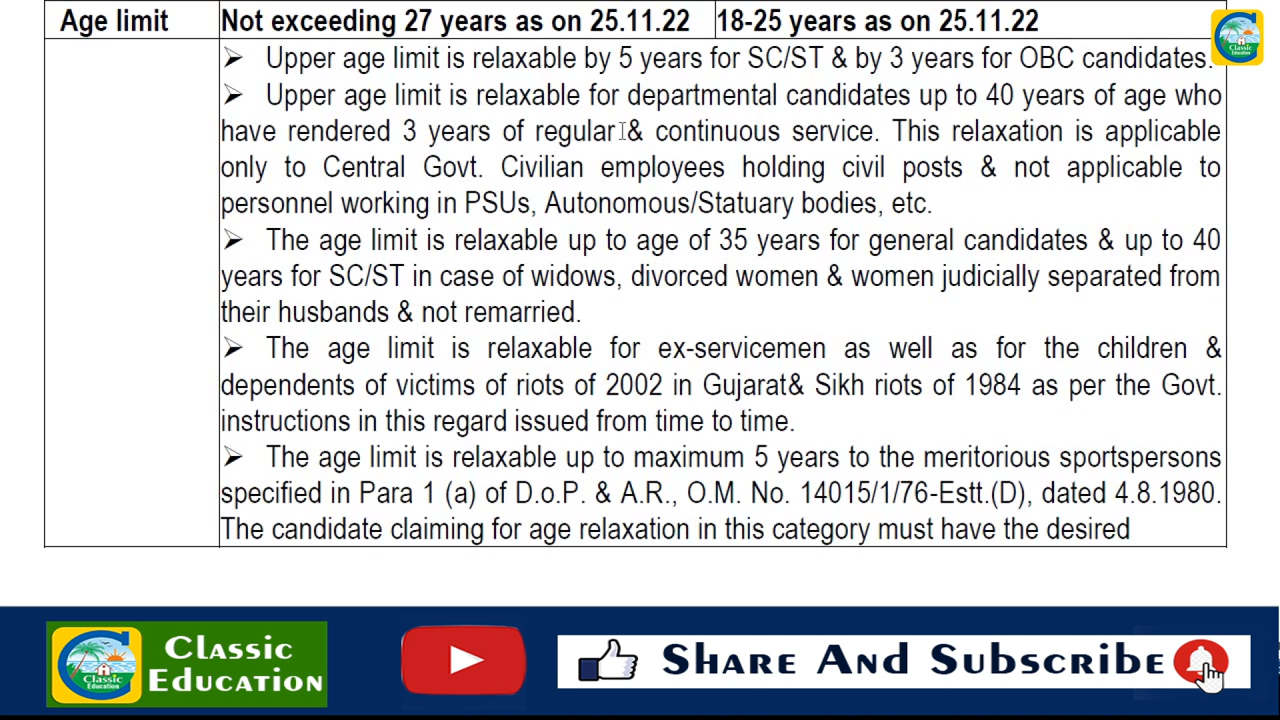 Age limit Not exceeding 27 years as on 25.11.22 18-25 years as on 25.11.22
Classic
Education
➢ Upper age limit is relaxable by 5 years for SC/ST & by 3 years for OBC candidates.
➢ Upper age limit is relaxable for departmental candidates up to 40 years of age who
have rendered 3 years of regular & continuous service. This relaxation is applicable
only to Central Govt. Civilian employees holding civil posts & not applicable to
personnel working in PSUs, Autonomous/Statuary bodies, etc.
➢ The age limit is relaxable up to age of 35 years for general candidates & up to 40
years for SC/ST in case of widows, divorced women & women judicially separated from
their husbands & not remarried.
➢ The age limit is relaxable for ex-servicemen as well as for the children &
dependents of victims of riots of 2002 in Gujarat& Sikh riots of 1984 as per the Govt.
instructions in this regard issued from time to time.
➢ The age limit is relaxable up to maximum 5 years to the meritorious sportspersons
specified in Para 1 (a) of D.o.P. & A.R., O.M. No. 14015/1/76-Estt.(D), dated 4.8.1980.
The candidate claiming for age relaxation in this category must have the desired
Classic
Education
Classic
Education
Share And Subscribe